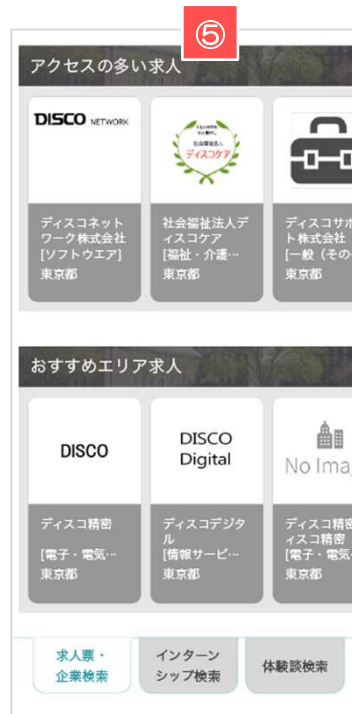 ⑤
アクセスの多い求人
DISCO NETWORK
ディスコネット
ワーク株式会社
[ソフトウエア]
東京都
社会福祉法人
ディスコケア
社会福祉法人デ
ィスコケア
[福祉・介護…
東京都
ディスコサポ
ト株式会社
[一般（その
東京都
おすすめエリア求人
DISCO
ディスコ精密
[電子・電気…
東京都
DISCO
Digital
ディスコデジタ
ル
[情報サービ…
東京都
No Ima
ディスコ精密
ィスコ精密
[電子・電気
東京都
求人票・
企業検索
インターン
シップ検索
体験談検索